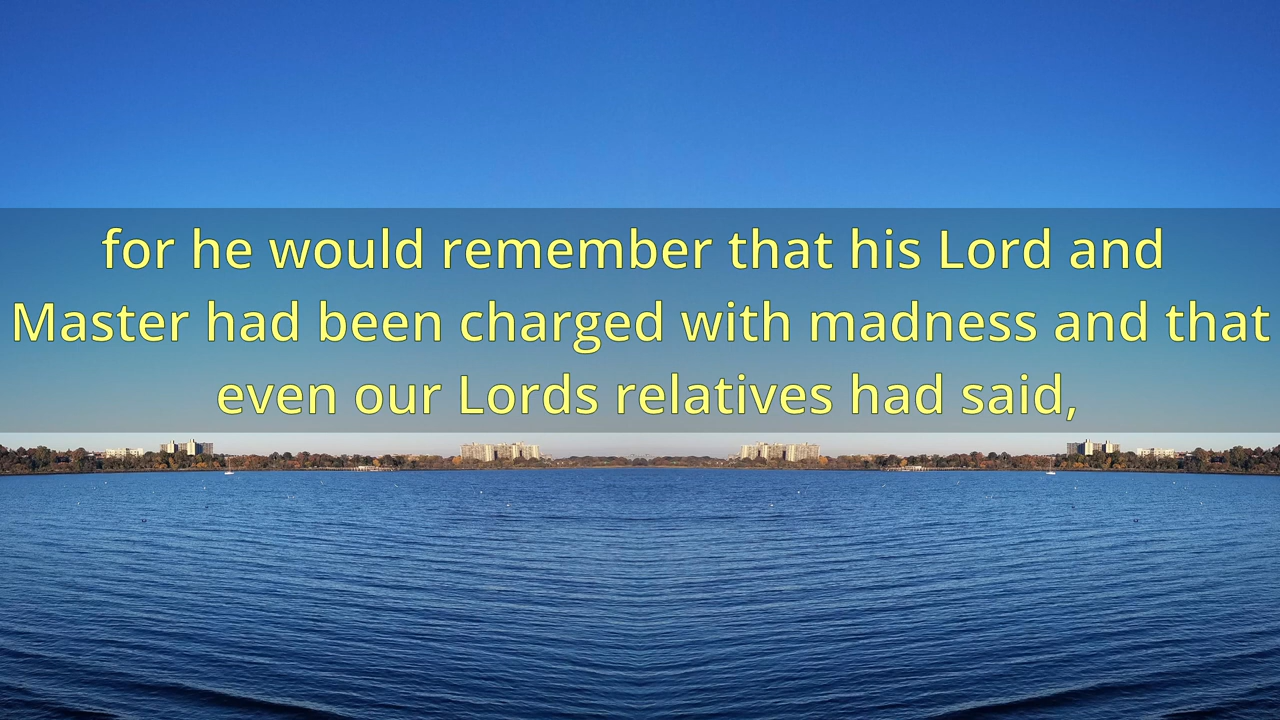 for he would remember that his Lord and
Master had been charged with madness and that
even our Lords relatives had said,